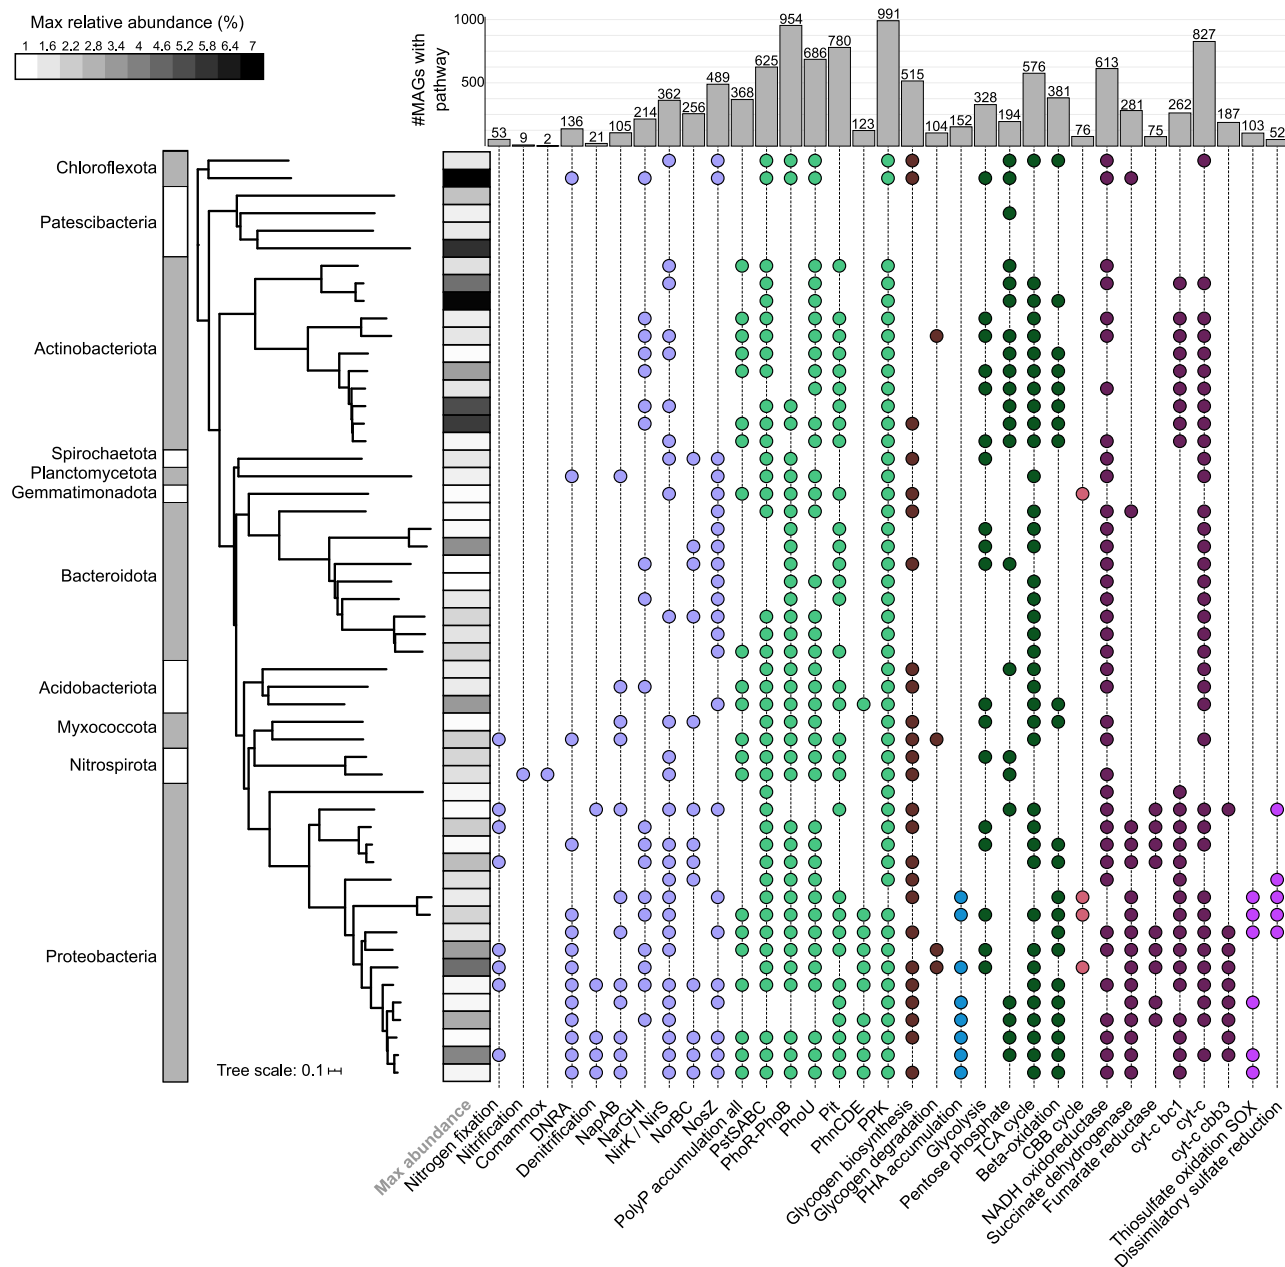 Max relative abundance (%)
1 1.6 2.2 2.8 3.4 4 4.6 5.2 5.8 6.4 7
#MAGs with
pathway
1000
500
53
9
2
136
21
105
214
362
256
489
368
625
954
686
780
123
991
515
104
152
328
194
576
381
76
613
281
75
262
827
187
103
52
Chloroflexota
Patescibacteria
Actinobacteriota
Spirochaetota
Planctomycetota
Gemmatimonadota
Bacteroidota
Acidobacteriota
Myxococcota
Nitrospirota
Proteobacteria
Tree scale: 0.1
Max abundance
Nitrogen fixation
Nitrification
Comammox
DNRA
Denitrification
NapAB
NarGHI
NirK / NirS
NorBC
NosZ
PolyP accumulation all
PstSABC
PhoR-PhoB
PhoU
Pit
PhnCDE
PPK
Glycogen biosynthesis
Glycogen degradation
PHA accumulation
Glycolysis
Pentose phosphate
TCA cycle
Beta-oxidation
CBB cycle
NADH oxidoreductase
Succinate dehydrogenase
Fumarate reductase
cyt-c bc1
cyt-c
cyt-c cbb3
Thiosulfate oxidation SOX
Dissimilatory sulfate reduction